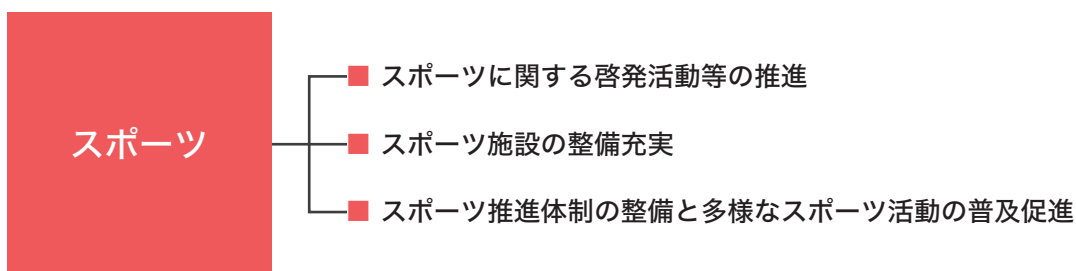 スポーツ
スポーツに関する啓発活動等の推進
スポーツ施設の整備充実
スポーツ推進体制の整備と多様なスポーツ活動の普及促進